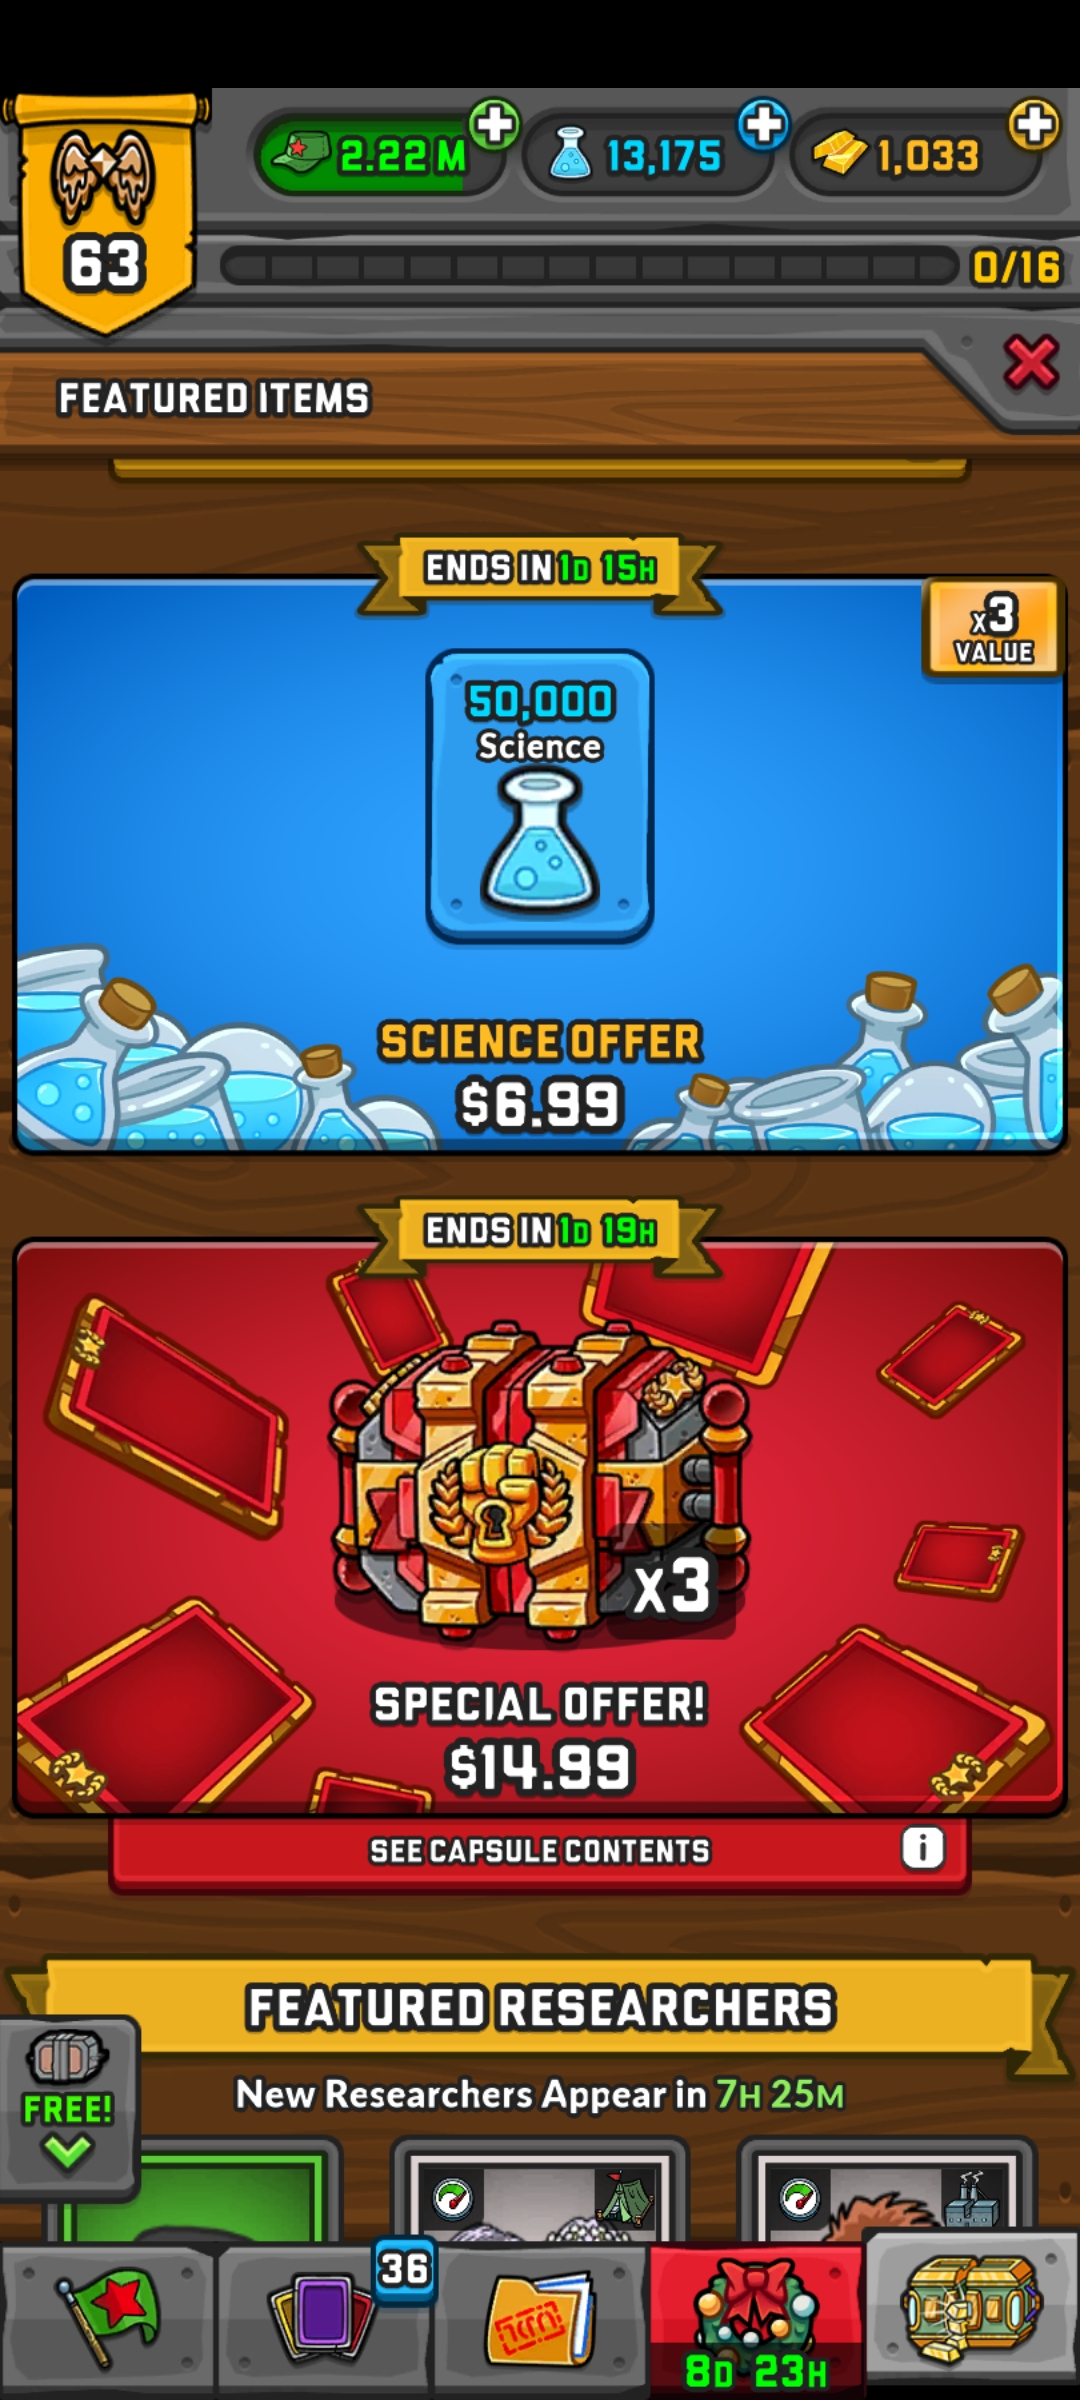 2.22 M
13,175
1,033
63
0/16
FEATURED ITEMS
ENDS IN 1D 15H
x3
VALUE
50,000
Science
SCIENCE OFFER
$6.99
ENDS IN 1D 19H
x3
SPECIAL OFFER!
$14.99
SEE CAPSULE CONTENTS
i
FEATURED RESEARCHERS
New Researchers Appear in 7H 25M
FREE!
36
8D 23H